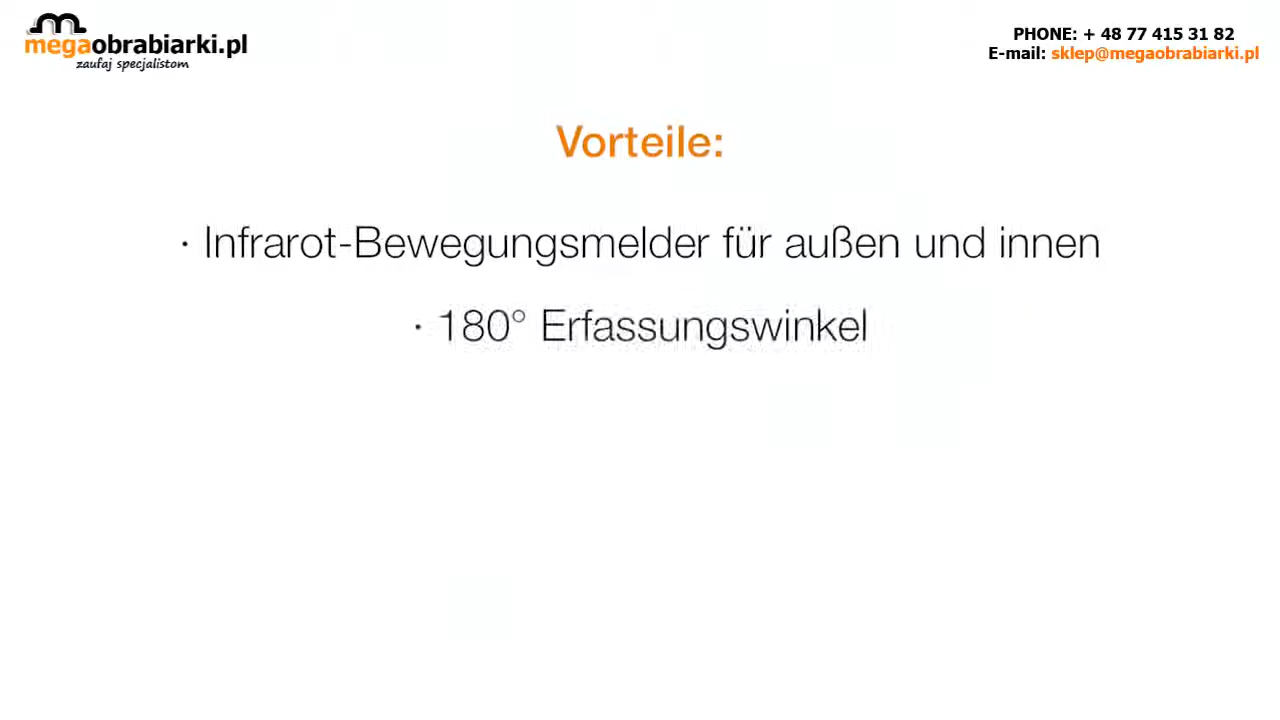 megaobrabiarki.pl
zaufaj specjalistom
PHONE: + 48 77 415 31 82
E-mail: sklep@megaobrabiarki.pl
Vorteile:
· Infrarot-Bewegungsmelder für außen und innen
· 180° Erfassungswinkel